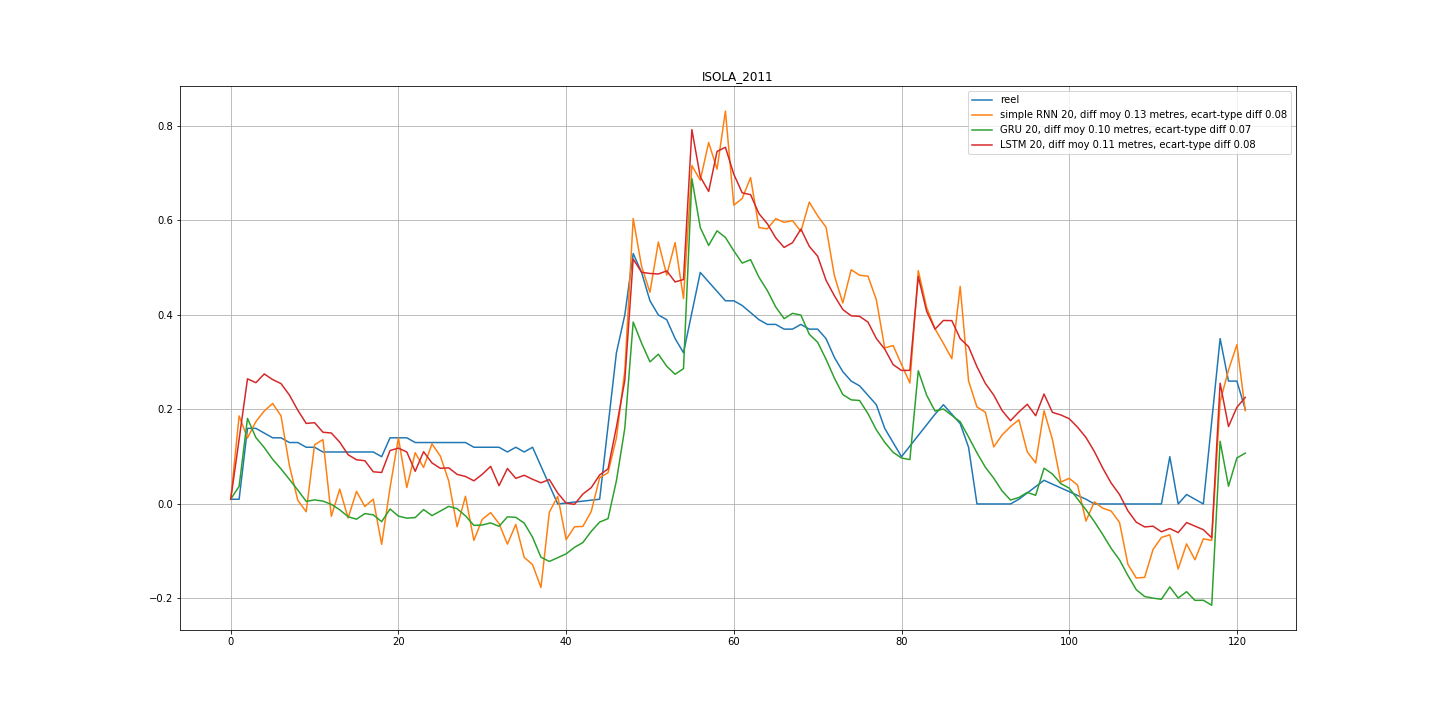 ISOLA_2011
reel
simple RNN 20, diff moy 0.13 metres, ecart-type diff 0.08
GRU 20, diff moy 0.10 metres, ecart-type diff 0.07
LSTM 20, diff moy 0.11 metres, ecart-type diff 0.08
0.8
0.6
0.4
0.2
0.0
−0.2
0 20 40 60 80 100 120